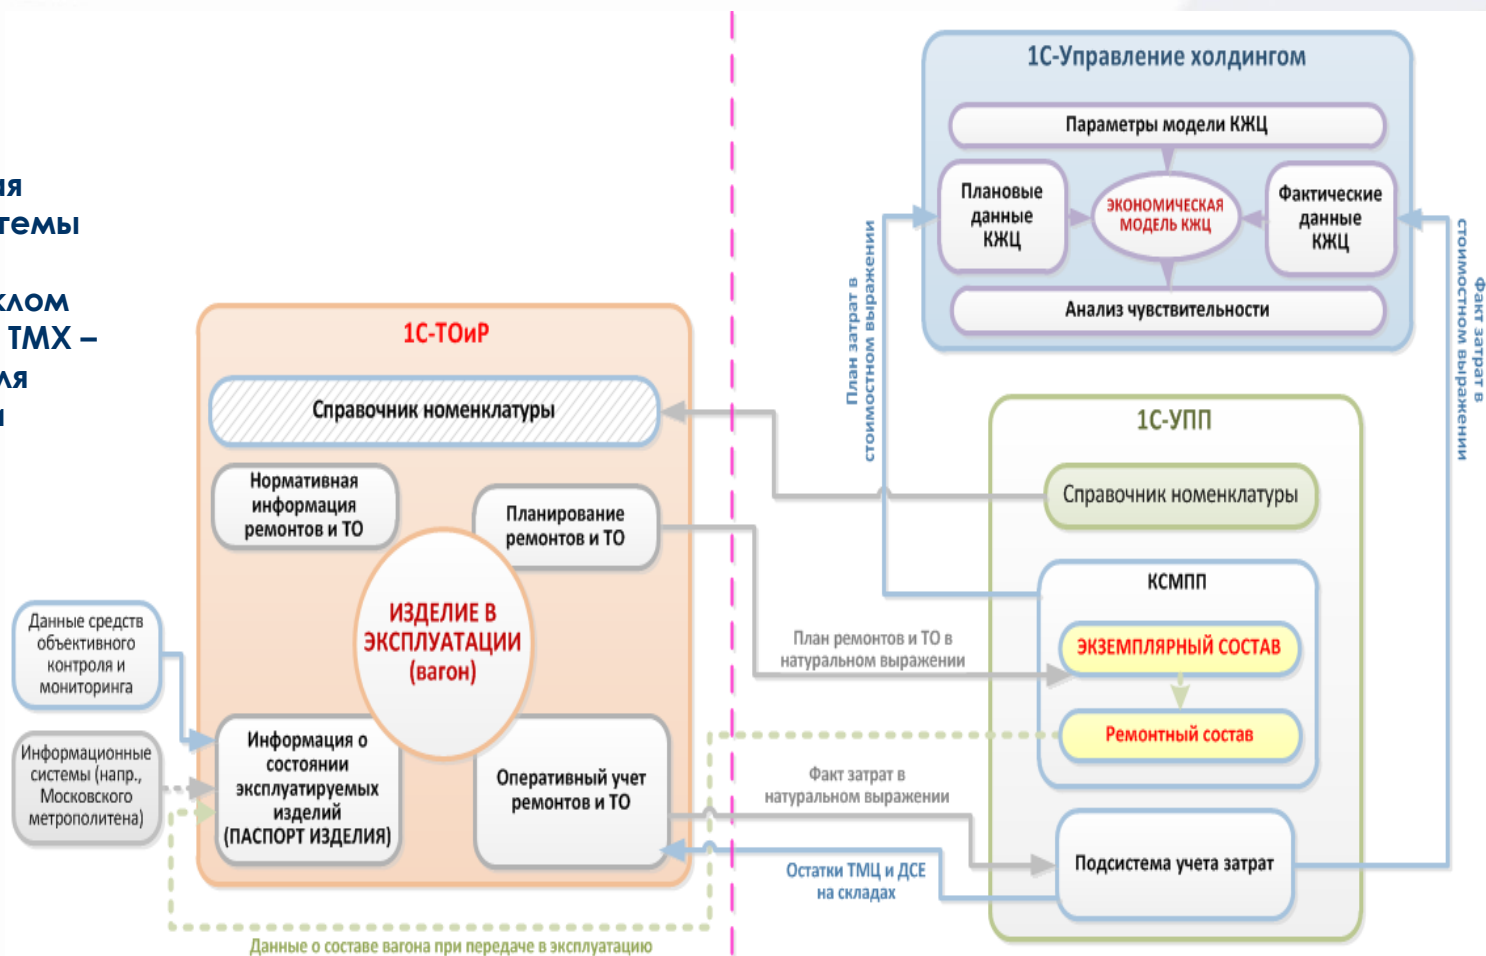 темы
клом
ТМХ –
1С-Управление холдингом
Параметры модели КЖЦ
Плановые
данные
КЖЦ
ЭКОНОМИЧЕСКАЯ
МОДЕЛЬ КЖЦ
Фактические
данные
КЖЦ
Анализ чувствительности
План затрат в
стоимостном выражении
Факт затрат в
стоимостном выражении
1С-ТОиР
Справочник номенклатуры
Нормативная
информация
ремонтов и ТО
Планирование
ремонтов и ТО
ИЗДЕЛИЕ В
ЭКСПЛУАТАЦИИ
(вагон)
Информация о
состоянии
эксплуатируемых
изделий
(ПАСПОРТ ИЗДЕЛИЯ)
Оперативный учет
ремонтов и ТО
Данные средств
объективного
контроля и
мониторинга
Информационные
системы (напр.,
Московского
метрополитена)
1С-УПП
Справочник номенклатуры
КСМПП
ЭКЗЕМПЛЯРНЫЙ СОСТАВ
Ремонтный состав
Подсистема учета затрат
План ремонтов и ТО в
натуральном выражении
Факт затрат в
натуральном выражении
Остатки ТМЦ и ДСЕ
на складах
Данные о составе вагона при передаче в эксплуатацию